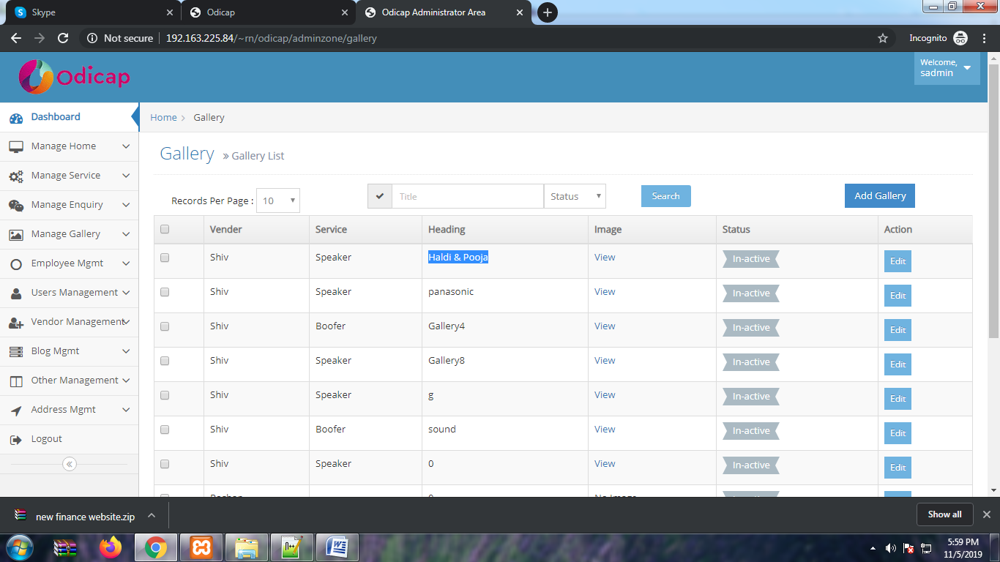 Skype
Odicap
Odicap Administrator Area
Not secure
192.163.225.84/~rn/odicap/adminzone/gallery
Incognito
Odicap
Welcome,
sadmin
Dashboard
Manage Home
Manage Service
Manage Enquiry
Manage Gallery
Employee Mgmt
Users Management
Vendor Management
Blog Mgmt
Other Management
Address Mgmt
Logout
Home > Gallery
Gallery » Gallery List
Records Per Page : 10 Title Status Search Add Gallery
Vender Service Heading Image Status Action
Shiv Speaker Haldi & Pooja View In-active Edit
Shiv Speaker panasonic View In-active Edit
Shiv Boofer Gallery4 View In-active Edit
Shiv Speaker Gallery8 View In-active Edit
Shiv Speaker g View In-active Edit
Shiv Boofer sound View In-active Edit
Shiv Speaker 0 View In-active Edit
new finance website.zip
Show all
5:59 PM
11/5/2019